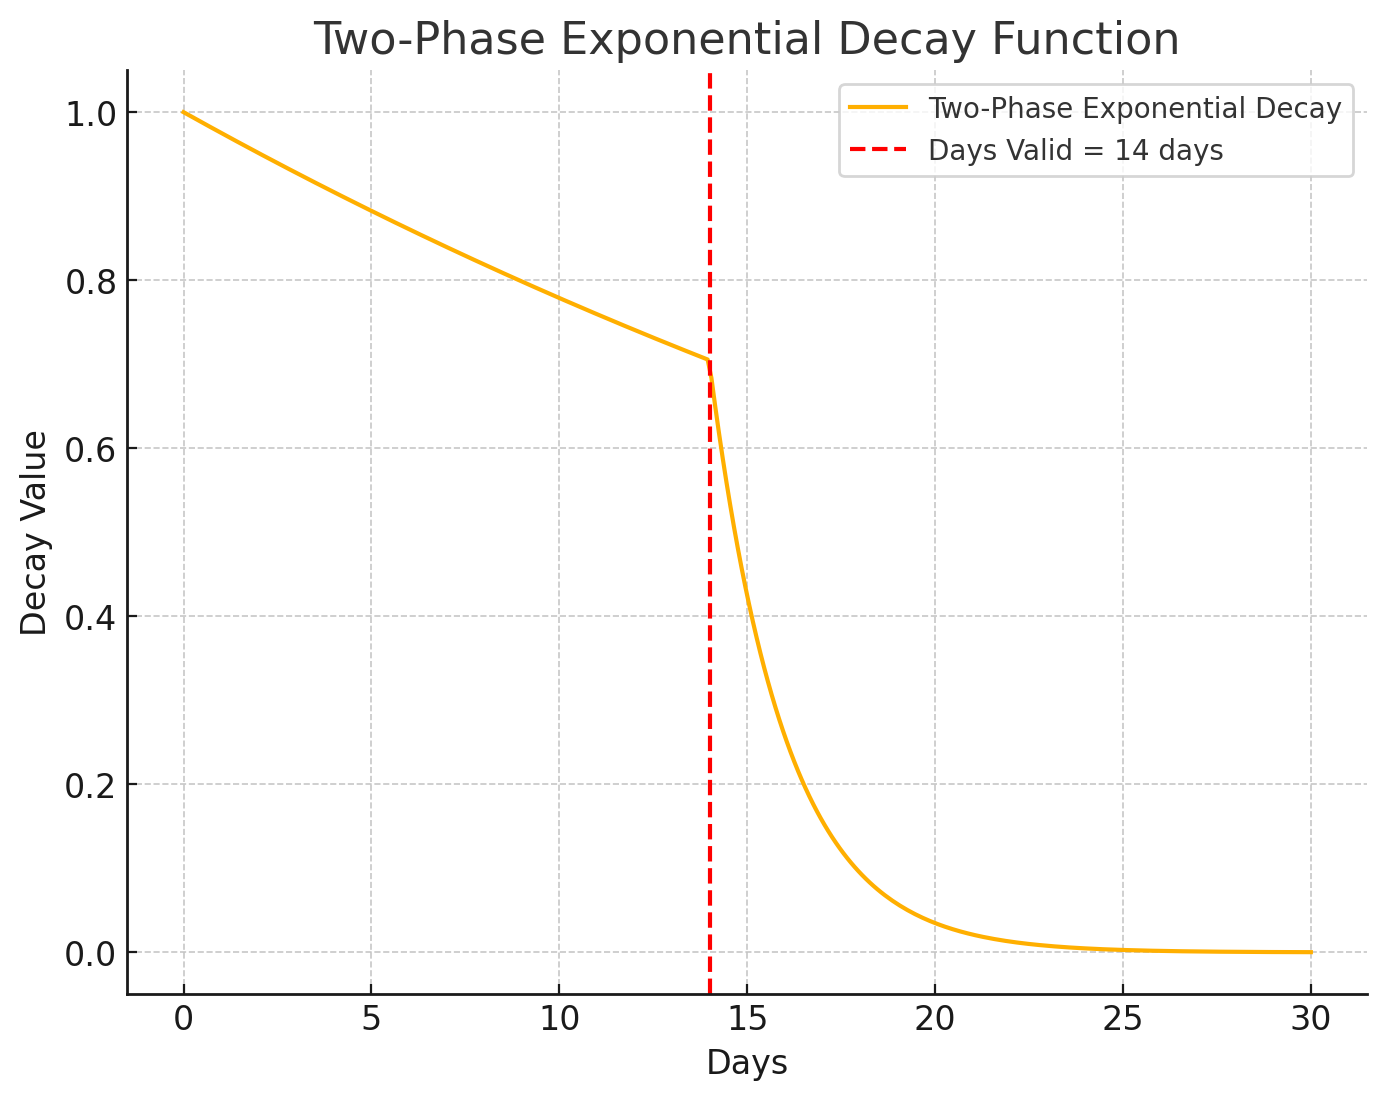 Two-Phase Exponential Decay Function
Two-Phase Exponential Decay
Days Valid = 14 days
Decay Value
1.0
0.8
0.6
0.4
0.2
0.0
0 5 10 15 20 25 30
Days